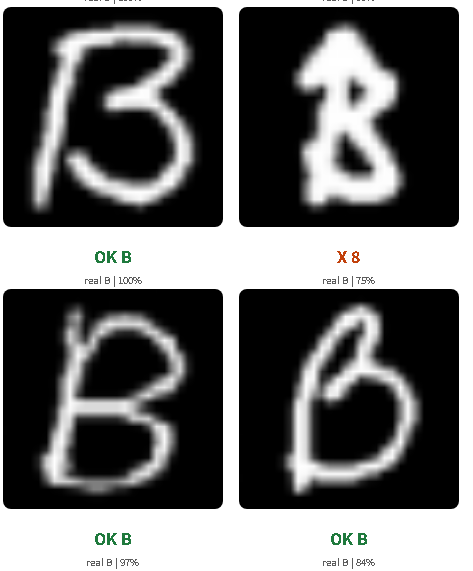 B B
OK B X 8
real B | 100% real B | 75%
B B
OK B OK B
real B | 97% real B | 84%